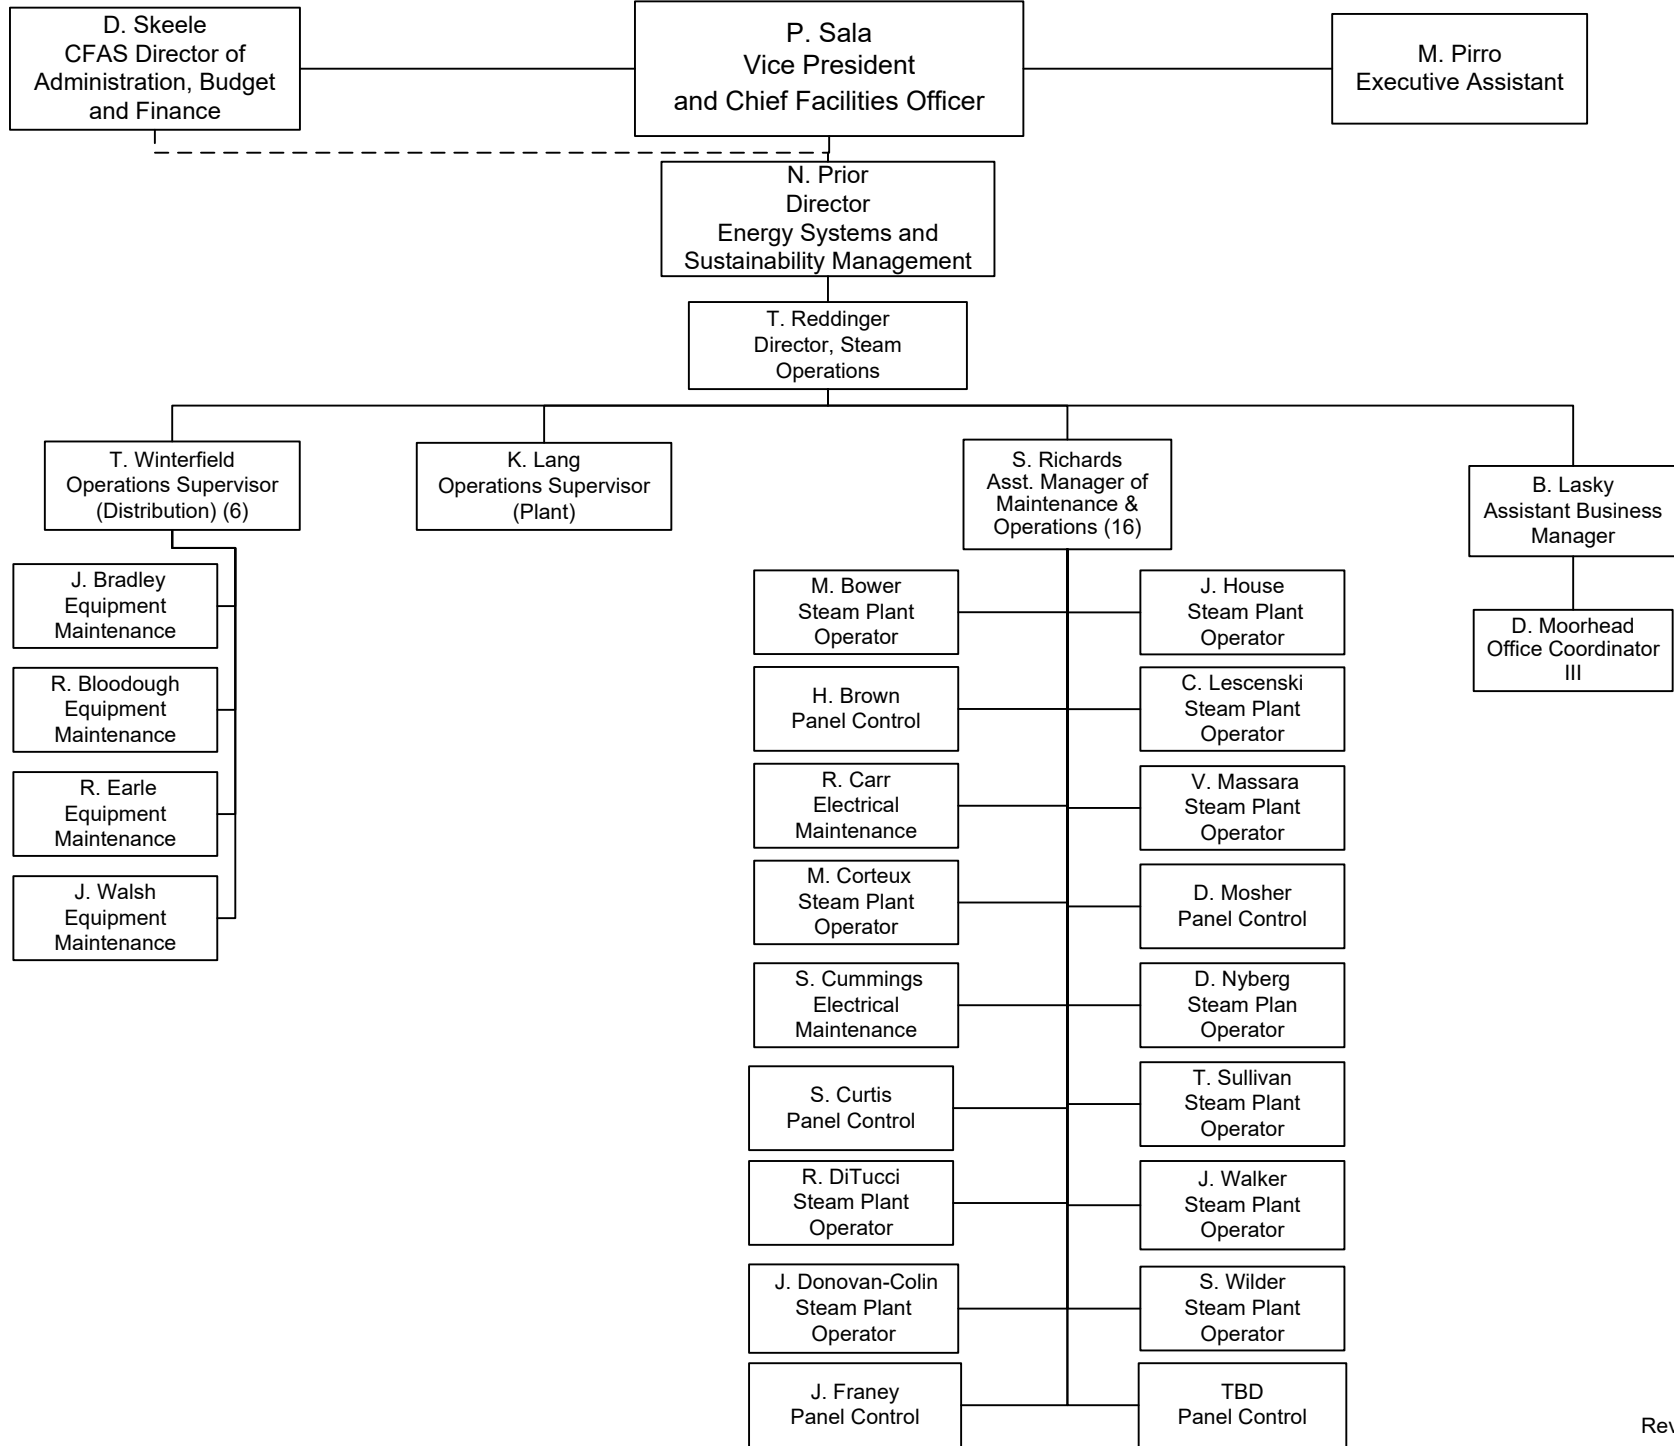 D. Skeele
CFAS Director of
Administration, Budget
and Finance
P. Sala
Vice President
and Chief Facilities Officer
M. Pirro
Executive Assistant
N. Prior
Director
Energy Systems and
Sustainability Management
T. Reddinger
Director, Steam
Operations
T. Winterfield
Operations Supervisor
(Distribution) (6)
K. Lang
Operations Supervisor
(Plant)
S. Richards
Asst. Manager of
Maintenance &
Operations (16)
B. Lasky
Assistant Business
Manager
J. Bradley
Equipment
Maintenance
R. Bloodough
Equipment
Maintenance
R. Earle
Equipment
Maintenance
J. Walsh
Equipment
Maintenance
M. Bower
Steam Plant
Operator
H. Brown
Panel Control
R. Carr
Electrical
Maintenance
M. Corteux
Steam Plant
Operator
S. Cummings
Electrical
Maintenance
S. Curtis
Panel Control
R. DiTucci
Steam Plant
Operator
J. Donovan-Colin
Steam Plant
Operator
J. Franey
Panel Control
J. House
Steam Plant
Operator
C. Lescenski
Steam Plant
Operator
V. Massara
Steam Plant
Operator
D. Mosher
Panel Control
D. Nyberg
Steam Plan
Operator
T. Sullivan
Steam Plant
Operator
J. Walker
Steam Plant
Operator
S. Wilder
Steam Plant
Operator
TBD
Panel Control
D. Moorhead
Office Coordinator
III
Rev